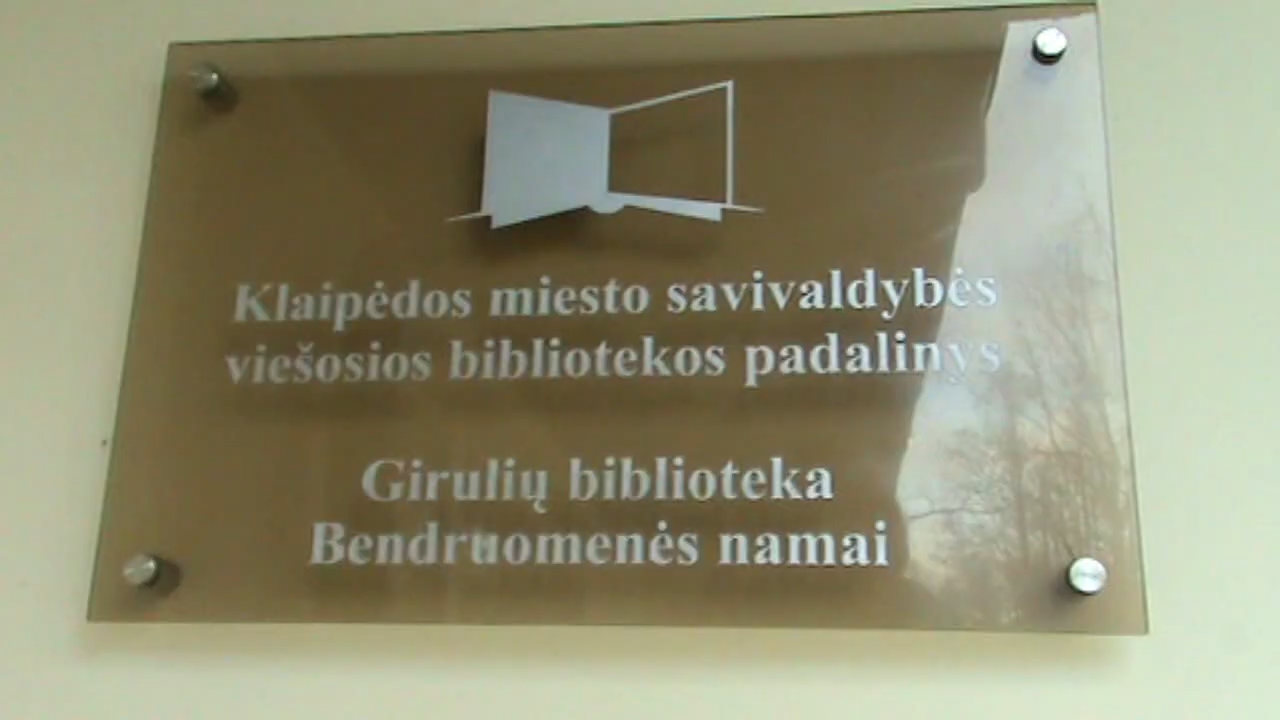 Klaipėdos miesto savivaldybės
viešosios bibliotekos padalinys
Girulių biblioteka
Bendruomenės namai